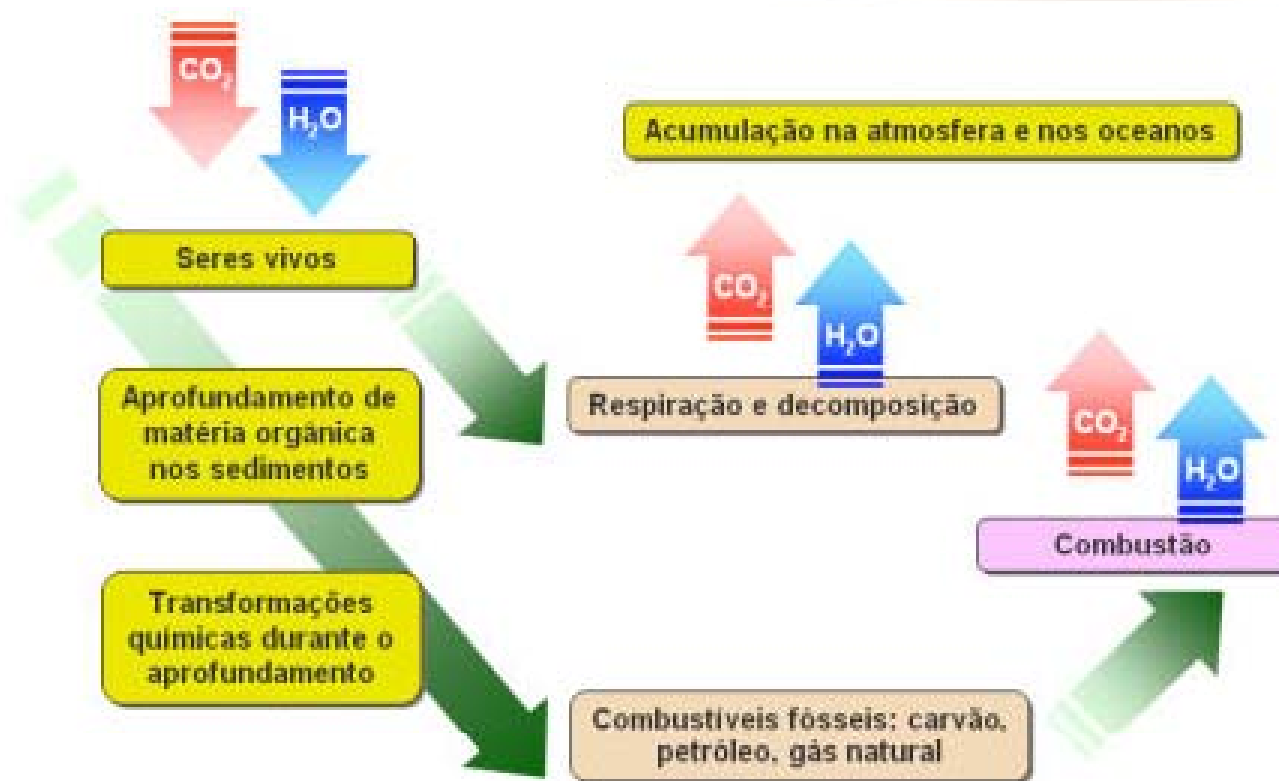 CO₂
H₂O
Acumulação na atmosfera e nos oceanos
Seres vivos
CO₂
H₂O
Aprofundamento de
matéria orgânica
nos sedimentos
Respiração e decomposição
CO₂
H₂O
Combustão
Transformações
químicas durante o
aprofundamento
Combustíveis fósseis: carvão,
petróleo, gás natural